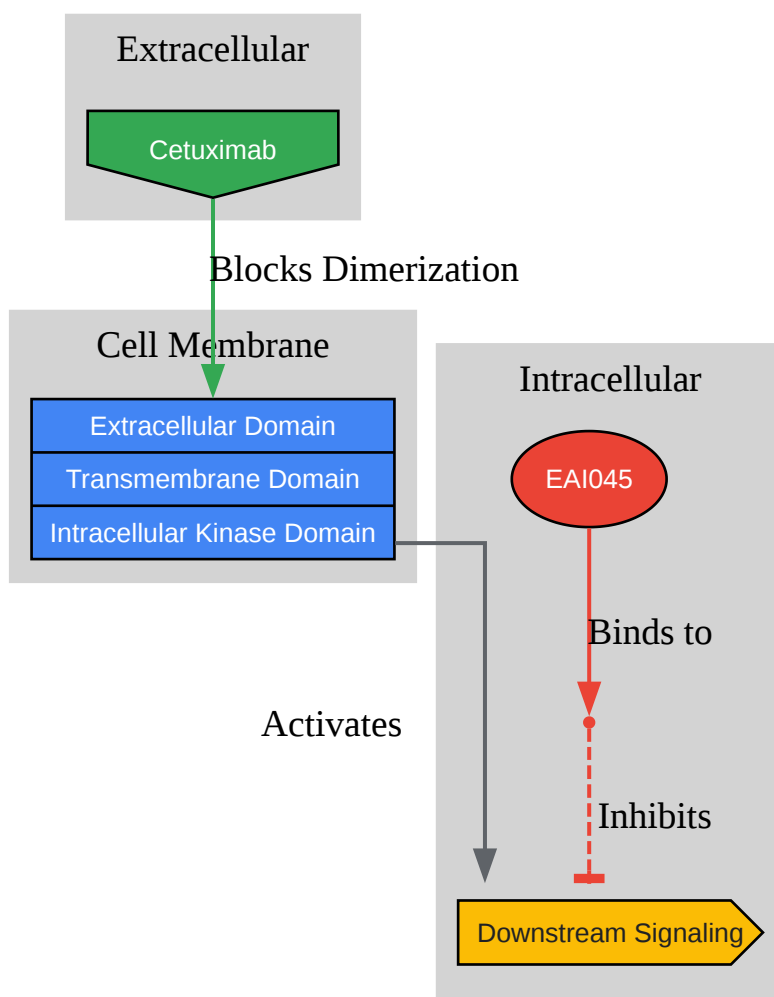 Extracellular
Cetuximab
Blocks Dimerization
Cell Membrane
Extracellular Domain
Transmembrane Domain
Intracellular Kinase Domain
Intracellular
EAI045
Binds to
Activates
Inhibits
Downstream Signaling